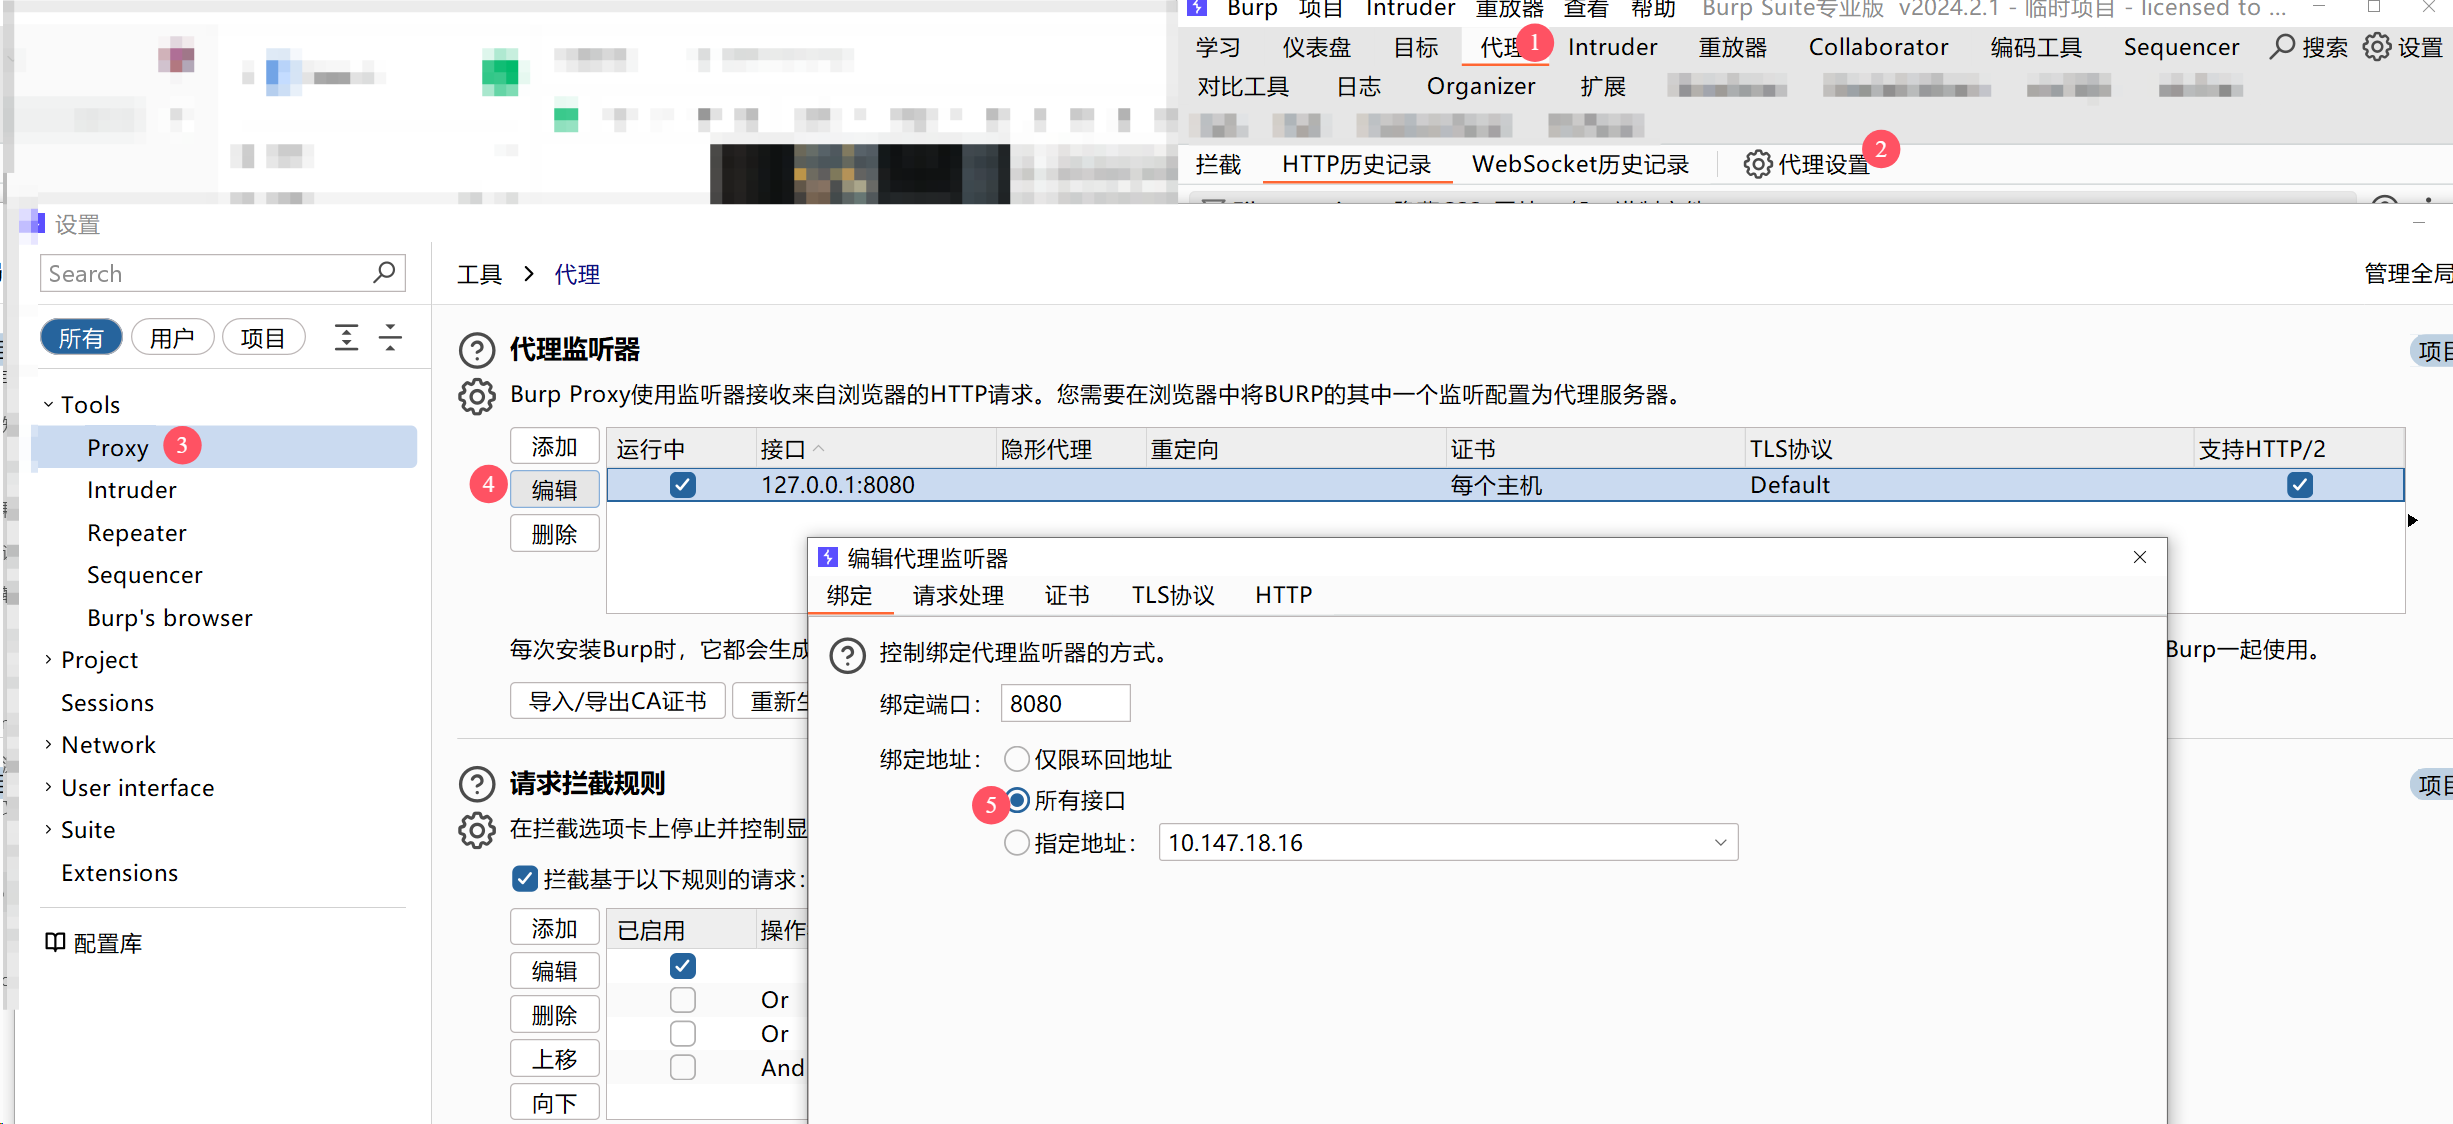 Burp 项目 Intruder 重放器 查看 帮助 Burp Suite专业版 v2024.2.1 - 临时项目 - licensed to ...
学习 仪表盘 目标 代理 1 Intruder 重放器 Collaborator 编码工具 Sequencer 搜索 设置
对比工具 日志 Organizer 扩展
拦截 HTTP历史记录 WebSocket历史记录 代理设置 2
设置
Search
工具 > 代理
管理全局
所有 用户 项目
Tools
Proxy 3
Intruder
Repeater
Sequencer
Burp's browser
Project
Sessions
Network
User interface
Suite
Extensions
配置库
代理监听器
项目
Burp Proxy使用监听器接收来自浏览器的HTTP请求。您需要在浏览器中将BURP的其中一个监听配置为代理服务器。
添加
4 编辑
删除
运行中 接口 隐形代理 重定向 证书 TLS协议 支持HTTP/2
127.0.0.1:8080 每个主机 Default
每次安装Burp时，它都会生成
Burp一起使用。
导入/导出CA证书 重新生
请求拦截规则
项目
在拦截选项卡上停止并控制显
拦截基于以下规则的请求:
添加
编辑
删除
上移
向下
已启用 操作
Or
Or
And
编辑代理监听器
绑定 请求处理 证书 TLS协议 HTTP
控制绑定代理监听器的方式。
绑定端口: 8080
绑定地址: 仅限环回地址
5 所有接口
指定地址: 10.147.18.16